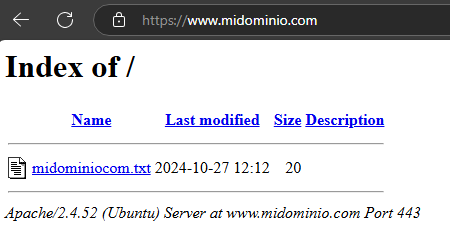 https://www.midominio.com
Index of /
Name Last modified Size Description
midominiocom.txt 2024-10-27 12:12 20
Apache/2.4.52 (Ubuntu) Server at www.midominio.com Port 443